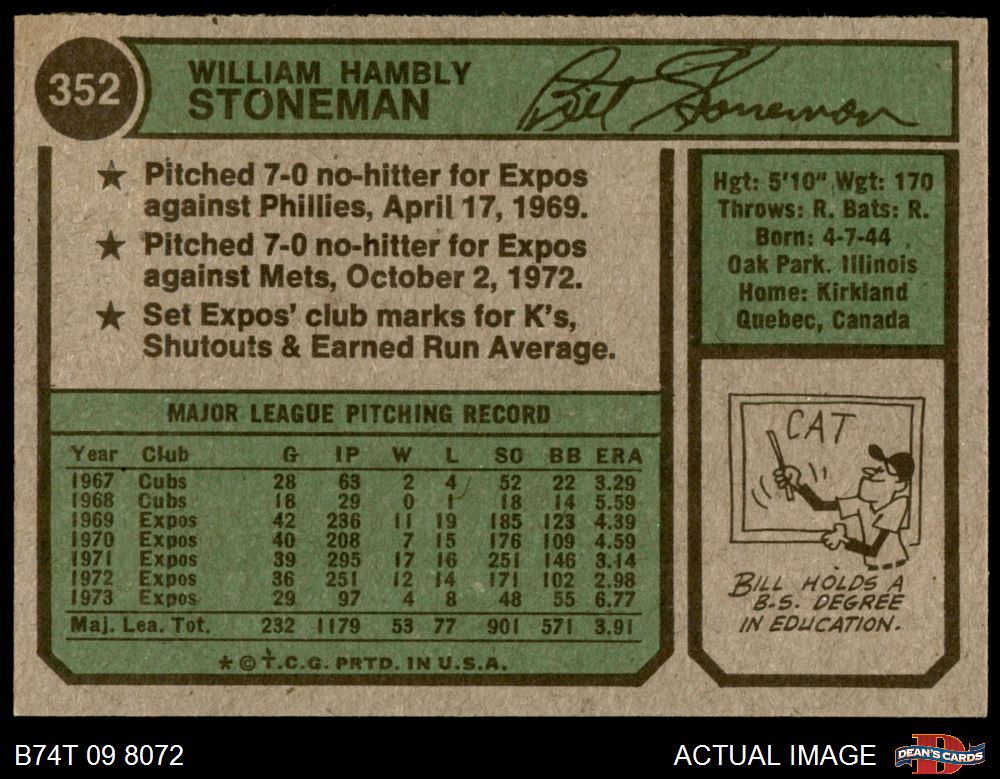 352
WILLIAM HAMBLY
STONEMAN
Bill Stoneman
★ Pitched 7-0 no-hitter for Expos
against Phillies, April 17, 1969.
★ Pitched 7-0 no-hitter for Expos
against Mets, October 2, 1972.
★ Set Expos' club marks for K's,
Shutouts & Earned Run Average.
Hgt: 5'10" Wgt: 170
Throws: R. Bats: R.
Born: 4-7-44
Oak Park. Illinois
Home: Kirkland
Quebec, Canada
MAJOR LEAGUE PITCHING RECORD
Year Club G IP W L SO BB ERA
1967 Cubs 28 63 2 4 52 22 3.29
1968 Cubs 18 29 0 1 18 14 5.59
1969 Expos 42 236 11 19 185 123 4.39
1970 Expos 40 208 7 15 176 109 4.59
1971 Expos 39 295 17 16 251 146 3.14
1972 Expos 36 251 12 14 171 102 2.98
1973 Expos 29 97 4 8 48 55 6.77
Maj. Lea. Tot. 232 1179 53 77 901 571 3.91
★ © T.C.G. PRTD. IN U.S.A.
CAT
BILL HOLDS A
B.S. DEGREE
IN EDUCATION.
B74T 09 8072
ACTUAL IMAGE
D
DEAN'S CARDS